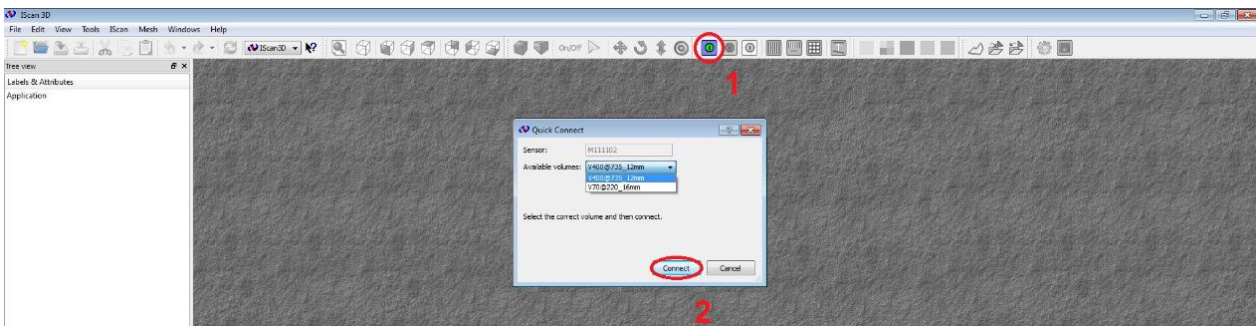 IScan 3D
File Edit View Tools IScan Mesh Windows Help
IScan3D On/Off
1
Tree view
Labels & Attributes
Application
Quick Connect
Sensor: M111102
Available volumes: V400@735_12mm
V400@735_12mm
V70@220_16mm
Select the correct volume and then connect.
Connect Cancel
2